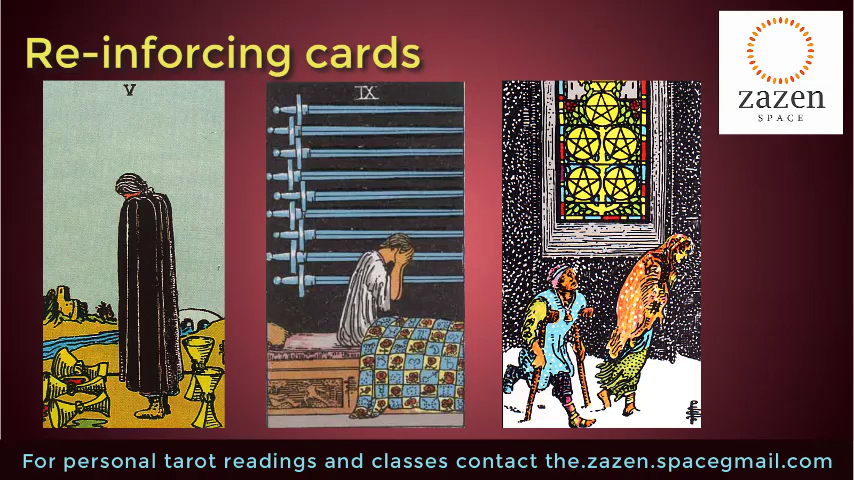 Re-inforcing cards
zazen
SPACE
V
IX
For personal tarot readings and classes contact the.zazen.spacegmail.com